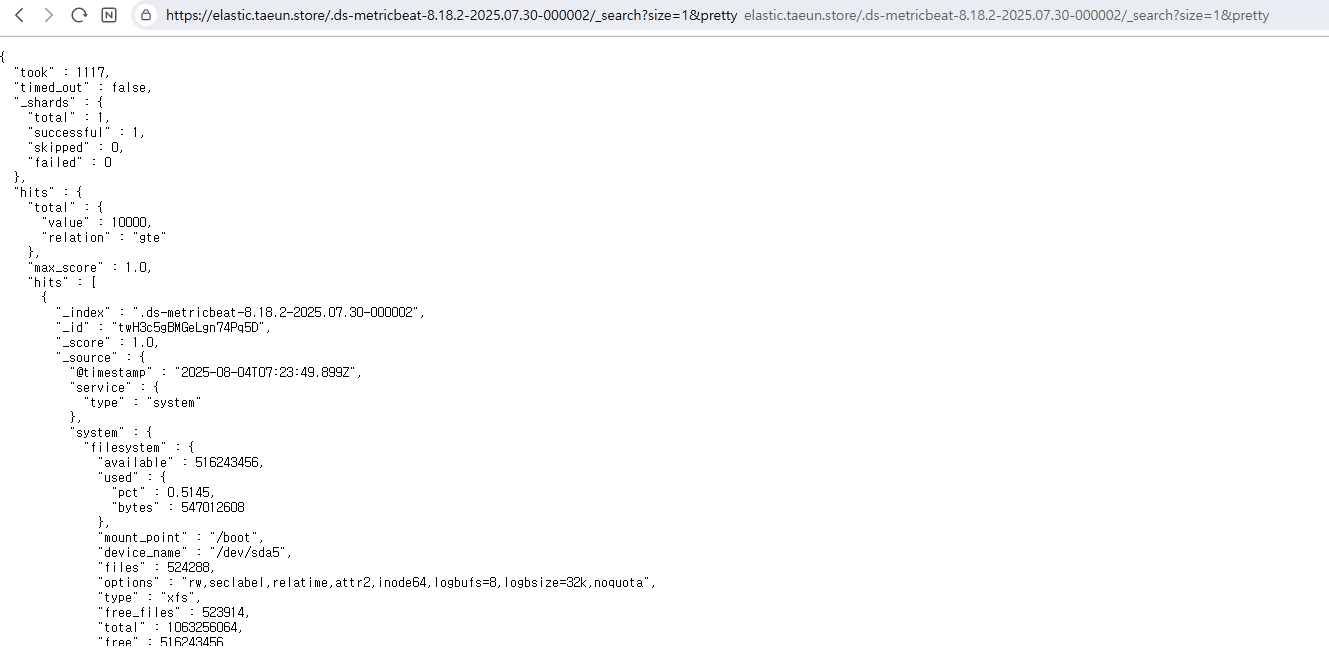 https://elastic.taeun.store/.ds-metricbeat-8.18.2-2025.07.30-000002/_search?size=1&pretty elastic.taeun.store/.ds-metricbeat-8.18.2-2025.07.30-000002/_search?size=1&pretty
{
  "took" : 1117,
  "timed_out" : false,
  "_shards" : {
    "total" : 1,
    "successful" : 1,
    "skipped" : 0,
    "failed" : 0
  },
  "hits" : {
    "total" : {
      "value" : 10000,
      "relation" : "gte"
    },
    "max_score" : 1.0,
    "hits" : [
      {
        "_index" : ".ds-metricbeat-8.18.2-2025.07.30-000002",
        "_id" : "twH3c5gBMGeLgn74Pq5D",
        "_score" : 1.0,
        "_source" : {
          "@timestamp" : "2025-08-04T07:23:49.899Z",
          "service" : {
            "type" : "system"
          },
          "system" : {
            "filesystem" : {
              "available" : 516243456,
              "used" : {
                "pct" : 0.5145,
                "bytes" : 547012608
              },
              "mount_point" : "/boot",
              "device_name" : "/dev/sda5",
              "files" : 524288,
              "options" : "rw,seclabel,relatime,attr2,inode64,logbufs=8,logbsize=32k,noquota",
              "type" : "xfs",
              "free_files" : 523914,
              "total" : 1063256064,
              "free" : 516243456